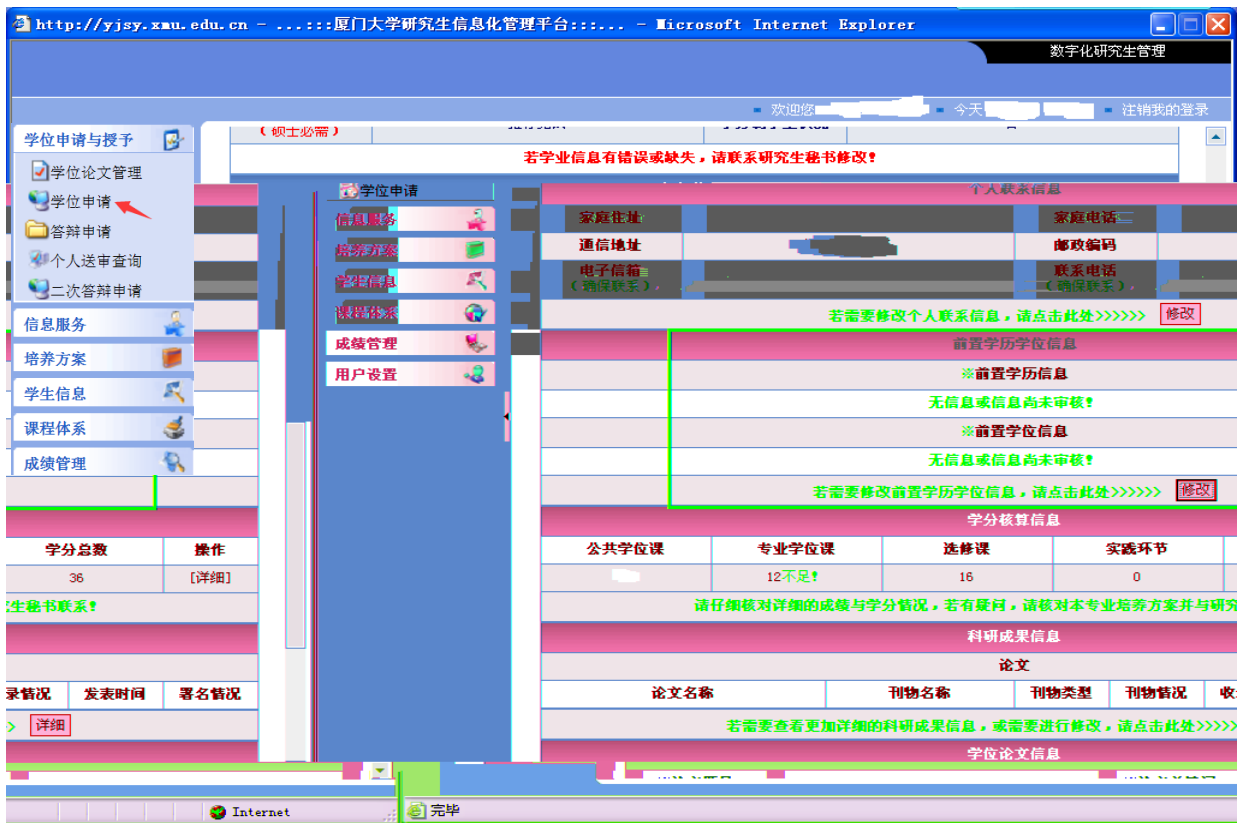 http://yjsy.xmu.edu.cn - ...:::厦门大学研究生信息化管理平台:::... - Microsoft Internet Explorer
数字化研究生管理
欢迎您 今天 注销我的登录
学位申请与授予
学位论文管理
学位申请
答辩申请
个人送审查询
二次答辩申请
信息服务
培养方案
学生信息
课程体系
成绩管理
(硕士必需)
若学业信息有错误或缺失，请联系研究生秘书修改！
学位申请
信息服务
培养方案
学生信息
课程体系
成绩管理
用户设置
个人联系信息
家庭住址 家庭电话
通信地址 邮政编码
电子信箱 联系电话
(确保联系) (确保联系)
若需要修改个人联系信息，请点击此处>>>>>> 修改
前置学历学位信息
※前置学历信息
无信息或信息尚未审核！
※前置学位信息
无信息或信息尚未审核！
若需要修改前置学历学位信息，请点击此处>>>>>> 修改
学分核算信息
学分总数 操作 公共学位课 专业学位课 选修课 实践环节
36 [详细] 12不足！ 16 0
生秘书联系！ 请仔细核对详细的成绩与学分情况，若有疑问，请核对本专业培养方案并与研究
科研成果信息
论文
录情况 发表时间 署名情况 论文名称 刊物名称 刊物类型 刊物情况 收
> 详细 若需要查看更加详细的科研成果信息，或需要进行修改，请点击此处>>>>>
学位论文信息
Internet 完毕